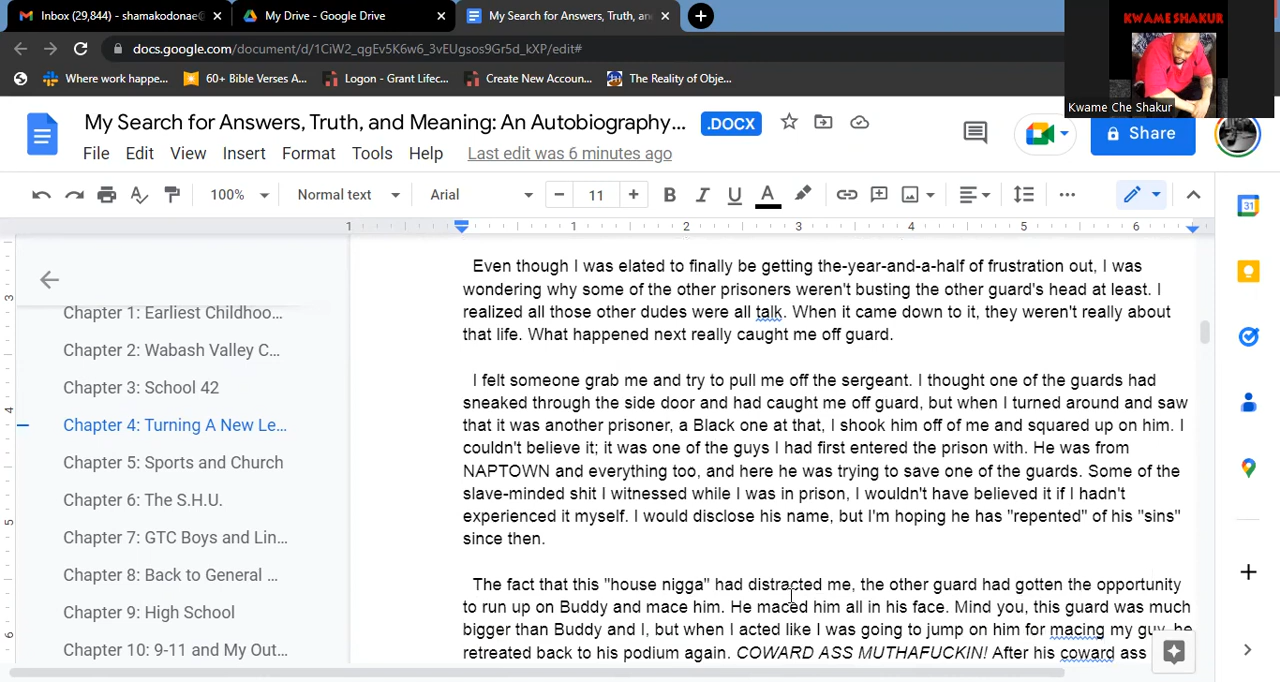 Inbox (29,844) - shamakodonae@
My Drive - Google Drive
My Search for Answers, Truth, and
KWAME SHAKUR
docs.google.com/document/d/1CiW2_qgEv5K6w6_3vEUgsos9Gr5d_kXP/edit#
Where work happe...
60+ Bible Verses A...
Logon - Grant Lifec...
Create New Accoun...
The Reality of Obje...
Kwame Che Shakur
My Search for Answers, Truth, and Meaning: An Autobiography...
.DOCX
Share
File Edit View Insert Format Tools Help
Last edit was 6 minutes ago
100% Normal text Arial 11 B I U A
1 1 2 3 4 5 6
Chapter 1: Earliest Childhoo...
Chapter 2: Wabash Valley C...
Chapter 3: School 42
Chapter 4: Turning A New Le...
Chapter 5: Sports and Church
Chapter 6: The S.H.U.
Chapter 7: GTC Boys and Lin...
Chapter 8: Back to General ...
Chapter 9: High School
Chapter 10: 9-11 and My Out...
3
4
5
6
Even though I was elated to finally be getting the-year-and-a-half of frustration out, I was
wondering why some of the other prisoners weren't busting the other guard's head at least. I
realized all those other dudes were all talk. When it came down to it, they weren't really about
that life. What happened next really caught me off guard.
I felt someone grab me and try to pull me off the sergeant. I thought one of the guards had
sneaked through the side door and had caught me off guard, but when I turned around and saw
that it was another prisoner, a Black one at that, I shook him off of me and squared up on him. I
couldn't believe it; it was one of the guys I had first entered the prison with. He was from
NAPTOWN and everything too, and here he was trying to save one of the guards. Some of the
slave-minded shit I witnessed while I was in prison, I wouldn't have believed it if I hadn't
experienced it myself. I would disclose his name, but I'm hoping he has "repented" of his "sins"
since then.
The fact that this "house nigga" had distracted me, the other guard had gotten the opportunity
to run up on Buddy and mace him. He maced him all in his face. Mind you, this guard was much
bigger than Buddy and I, but when I acted like I was going to jump on him for macing my guy, he
retreated back to his podium again. COWARD ASS MUTHAFUCKIN! After his coward ass
31